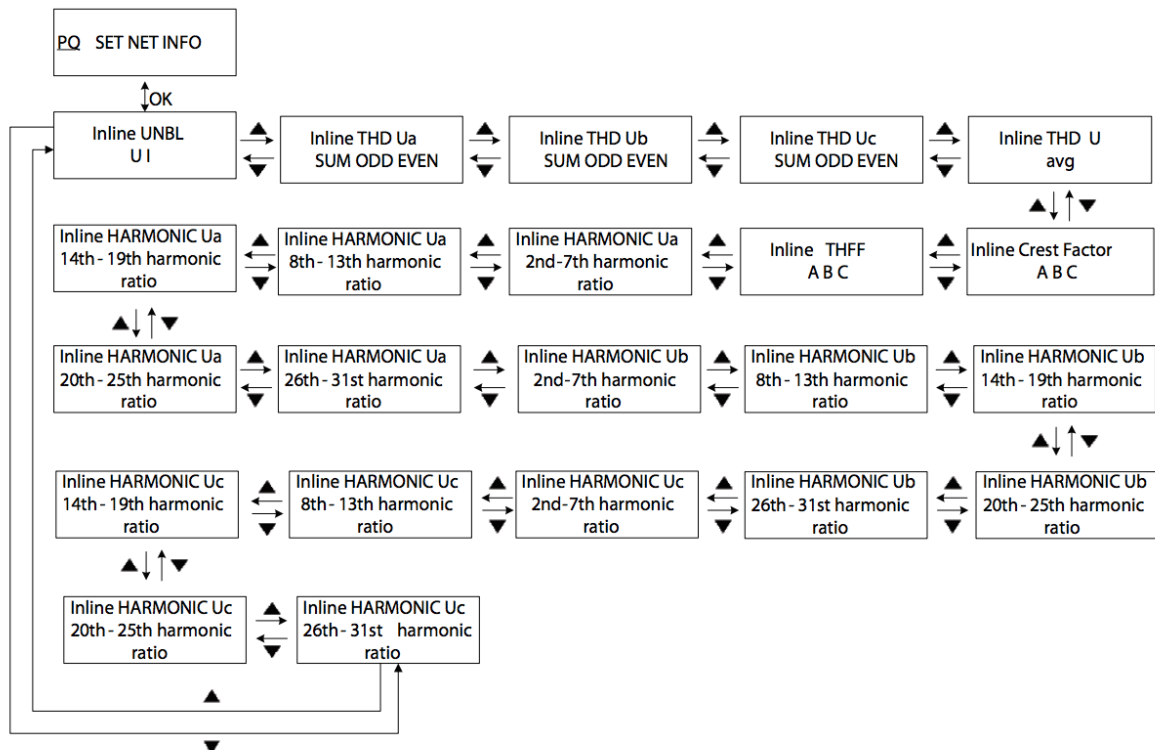 PQ SET NET INFO
OK
Inline UNBL
U I
Inline THD Ua
SUM ODD EVEN
Inline THD Ub
SUM ODD EVEN
Inline THD Uc
SUM ODD EVEN
Inline THD U
avg
Inline HARMONIC Ua
14th-19th harmonic
ratio
Inline HARMONIC Ua
8th-13th harmonic
ratio
Inline HARMONIC Ua
2nd-7th harmonic
ratio
Inline THFF
A B C
Inline Crest Factor
A B C
Inline HARMONIC Ua
20th-25th harmonic
ratio
Inline HARMONIC Ua
26th-31st harmonic
ratio
Inline HARMONIC Ub
2nd-7th harmonic
ratio
Inline HARMONIC Ub
8th-13th harmonic
ratio
Inline HARMONIC Ub
14th-19th harmonic
ratio
Inline HARMONIC Uc
14th-19th harmonic
ratio
Inline HARMONIC Uc
8th-13th harmonic
ratio
Inline HARMONIC Uc
2nd-7th harmonic
ratio
Inline HARMONIC Ub
26th-31st harmonic
ratio
Inline HARMONIC Ub
20th-25th harmonic
ratio
Inline HARMONIC Uc
20th-25th harmonic
ratio
Inline HARMONIC Uc
26th-31st harmonic
ratio